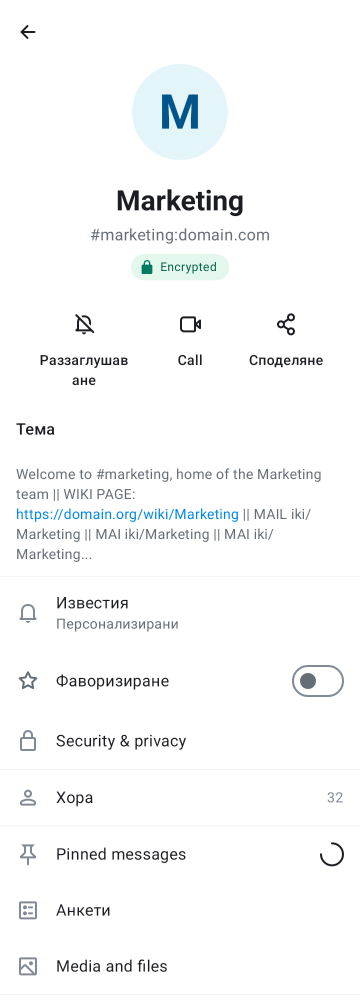 M
Marketing
#marketing:domain.com
Encrypted
Раззаглушав
ане
Call
Споделяне
Тема
Welcome to #marketing, home of the Marketing
team || WIKI PAGE:
https://domain.org/wiki/Marketing || MAIL iki/
Marketing || MAI iki/Marketing || MAI iki/
Marketing...
Известия
Персонализирани
Фаворизиране
Security & privacy
Хора 32
Pinned messages
Анкети
Media and files